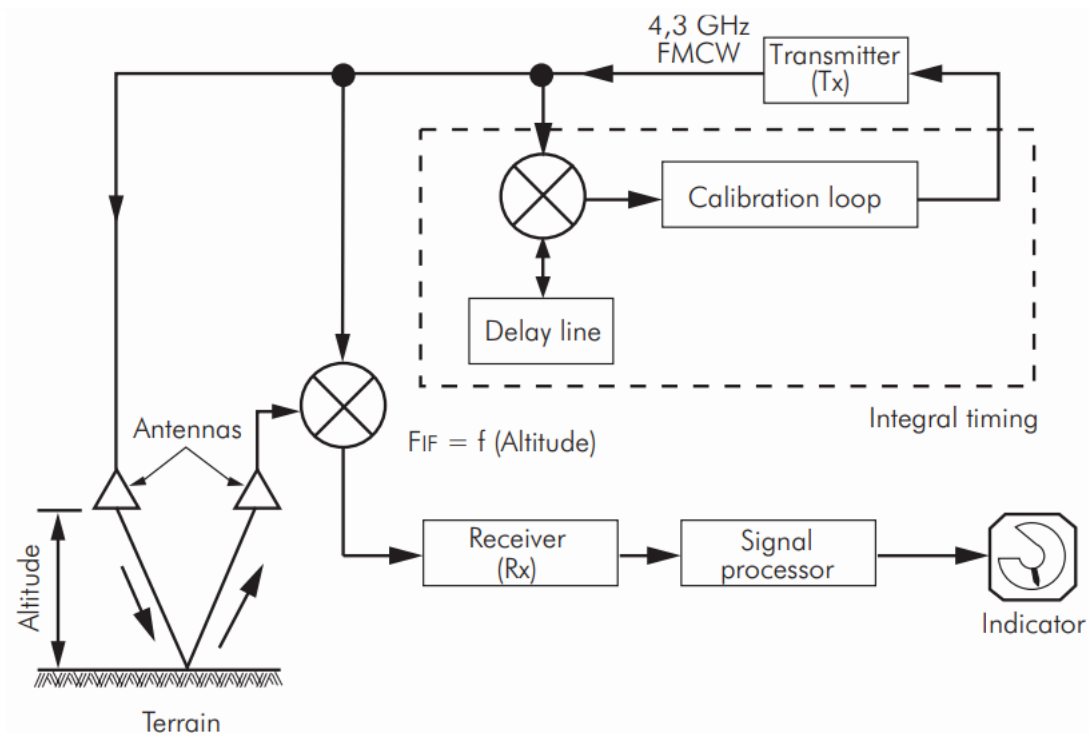 4,3 GHz
FMCW
Transmitter
(Tx)
Calibration loop
Delay line
Integral timing
Antennas
FIF = f (Altitude)
Altitude
Receiver
(Rx)
Signal
processor
Indicator
Terrain